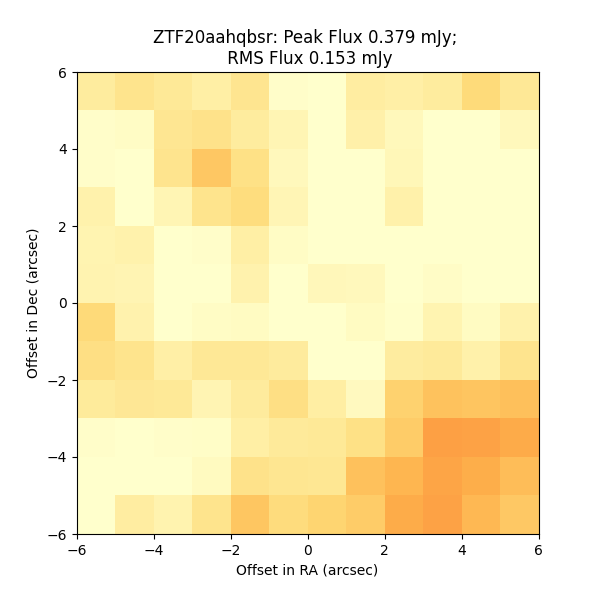 ZTF20aahqbsr: Peak Flux 0.379 mJy;
RMS Flux 0.153 mJy
6
4
2
0
−2
−4
−6
Offset in Dec (arcsec)
−6 −4 −2 0 2 4 6
Offset in RA (arcsec)